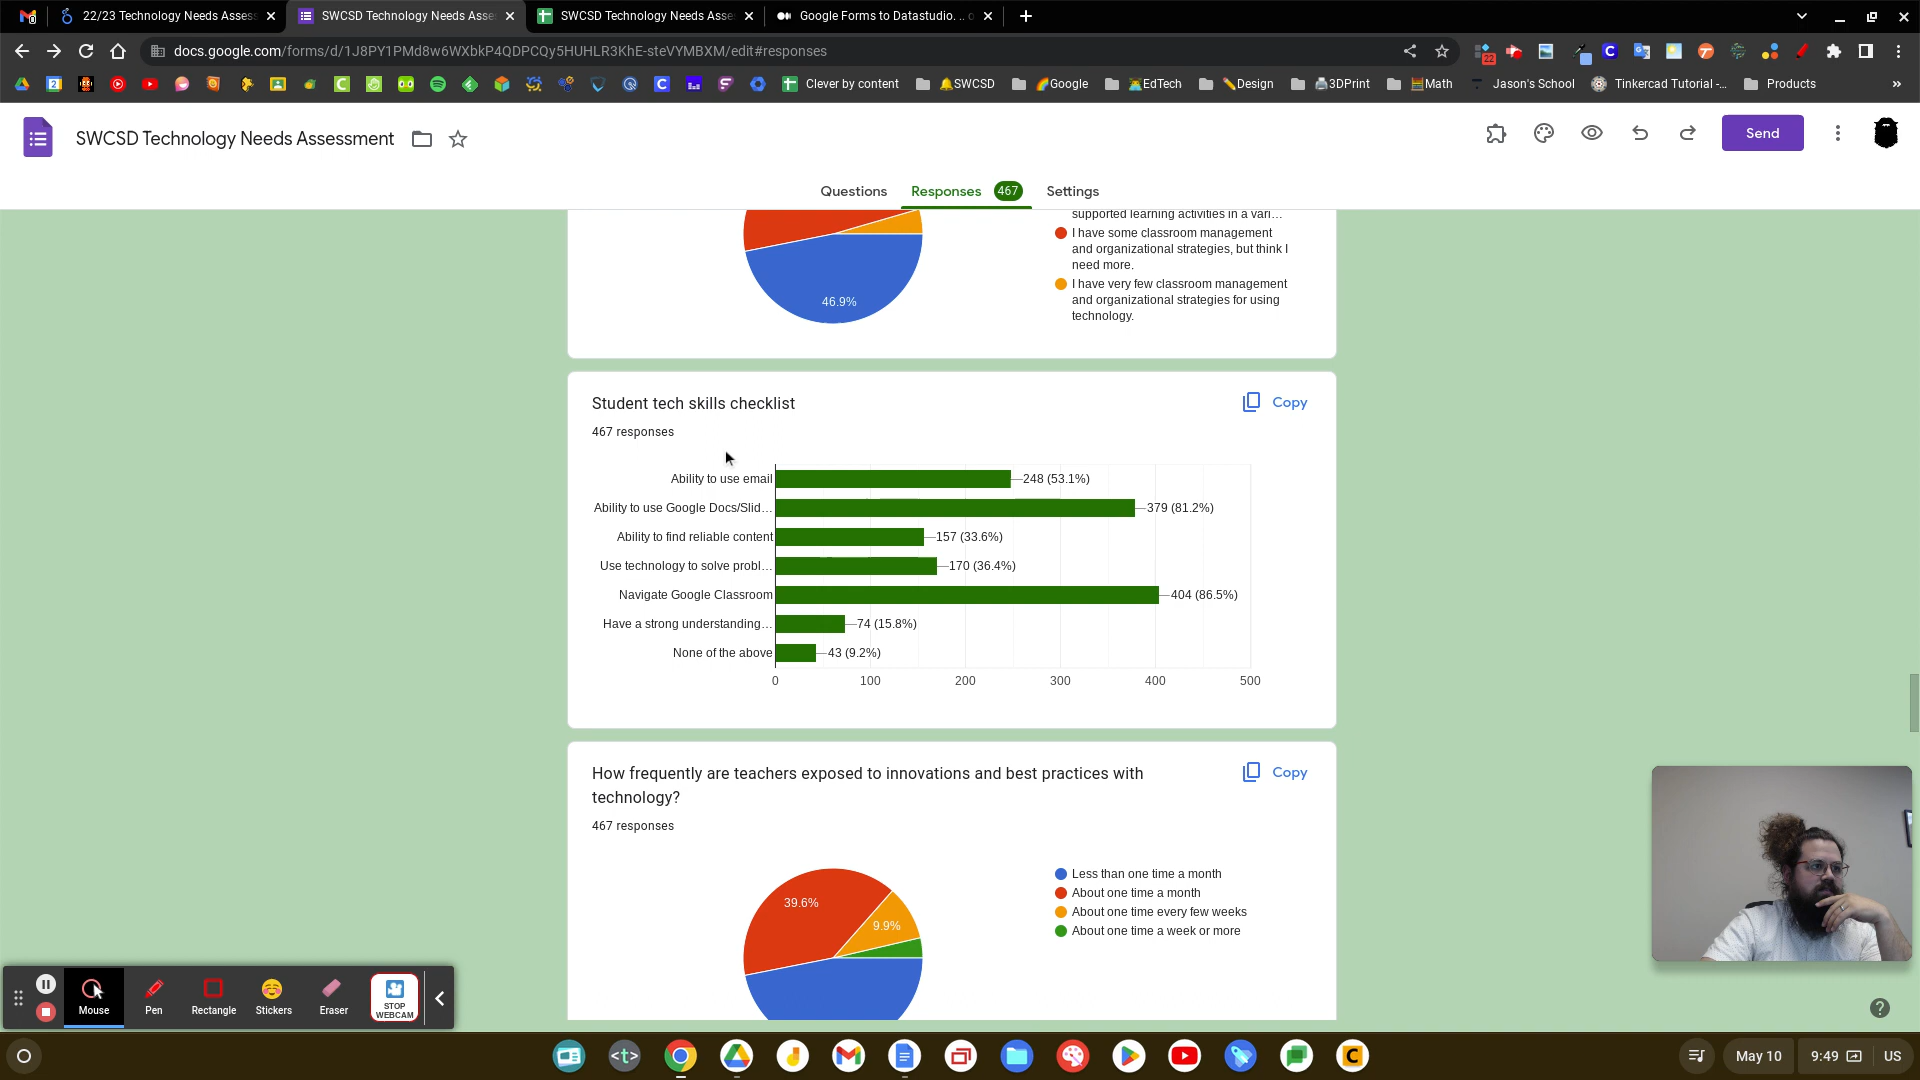 22/23 Technology Needs Assess
SWCSD Technology Needs Asse
SWCSD Technology Needs Asse
Google Forms to Datastudio. ..
docs.google.com/forms/d/1J8PY1PMd8w6WXbkP4QDPCQy5HUHLR3KhE-steVYMBXM/edit#responses
22
Clever by content
SWCSD
Google
EdTech
Design
3DPrint
Math
Jason's School
Tinkercad Tutorial -...
Products
SWCSD Technology Needs Assessment
Send
Questions
Responses 467
Settings
supported learning activities in a vari...
I have some classroom management
and organizational strategies, but think I
need more.
I have very few classroom management
and organizational strategies for using
technology.
46.9%
Student tech skills checklist
Copy
467 responses
Ability to use email 248 (53.1%)
Ability to use Google Docs/Slid... 379 (81.2%)
Ability to find reliable content 157 (33.6%)
Use technology to solve probl... 170 (36.4%)
Navigate Google Classroom 404 (86.5%)
Have a strong understanding... 74 (15.8%)
None of the above 43 (9.2%)
0 100 200 300 400 500
How frequently are teachers exposed to innovations and best practices with
technology?
Copy
467 responses
39.6%
9.9%
Less than one time a month
About one time a month
About one time every few weeks
About one time a week or more
Mouse
Pen
Rectangle
Stickers
Eraser
STOP
WEBCAM
May 10
9:49
US